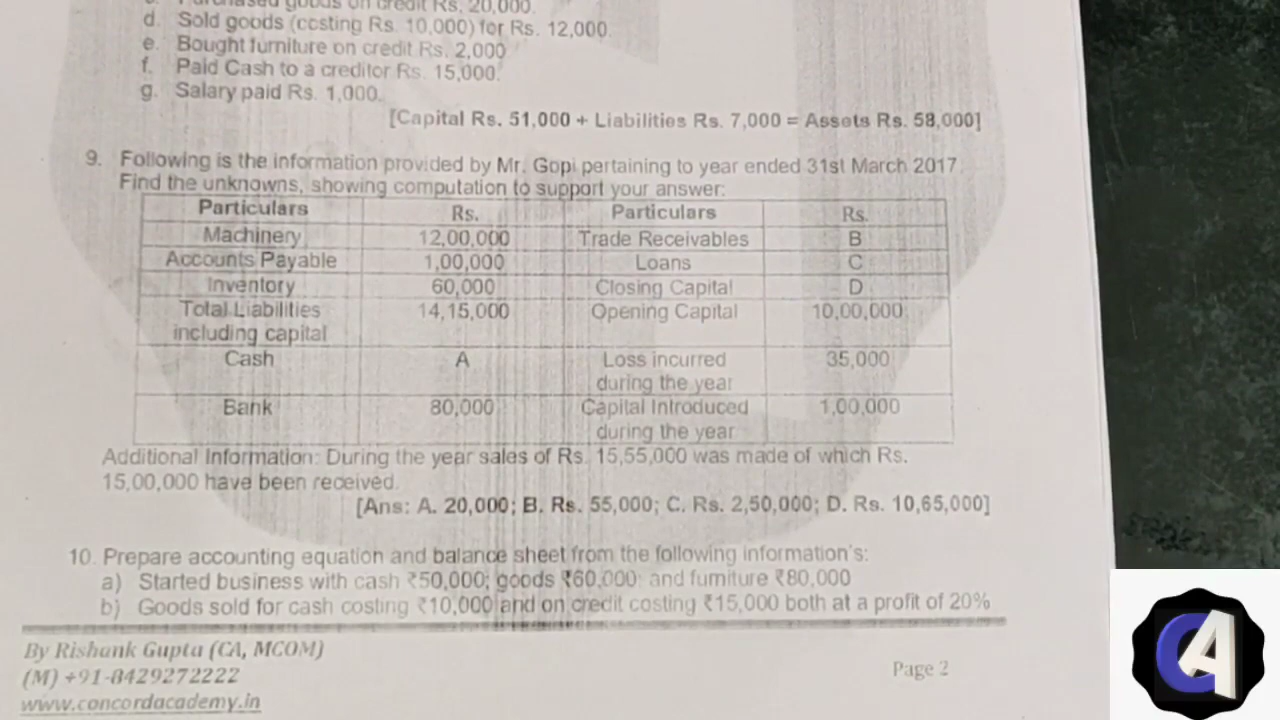 c. Purchased goods on credit Rs. 20,000.
d. Sold goods (costing Rs. 10,000) for Rs. 12,000.
e. Bought furniture on credit Rs. 2,000
f. Paid Cash to a creditor Rs. 15,000.
g. Salary paid Rs. 1,000.
[Capital Rs. 51,000 + Liabilities Rs. 7,000 = Assets Rs. 58,000]
9. Following is the information provided by Mr. Gopi pertaining to year ended 31st March 2017.
Find the unknowns, showing computation to support your answer:
Particulars Rs. Particulars Rs.
Machinery 12,00,000 Trade Receivables B
Accounts Payable 1,00,000 Loans C
Inventory 60,000 Closing Capital D
Total Liabilities 14,15,000 Opening Capital 10,00,000
including capital
Cash A Loss incurred 35,000
during the year
Bank 80,000 Capital Introduced 1,00,000
during the year
Additional Information: During the year sales of Rs. 15,55,000 was made of which Rs.
15,00,000 have been received.
[Ans: A. 20,000; B. Rs. 55,000; C. Rs. 2,50,000; D. Rs. 10,65,000]
10. Prepare accounting equation and balance sheet from the following information's:
a) Started business with cash ₹50,000; goods ₹60,000 and furniture ₹80,000
b) Goods sold for cash costing ₹10,000 and on credit costing ₹15,000 both at a profit of 20%
By Rishank Gupta (CA, MCOM)
(M) +91-8429272222
Page 2
www.concordacademy.in
CA